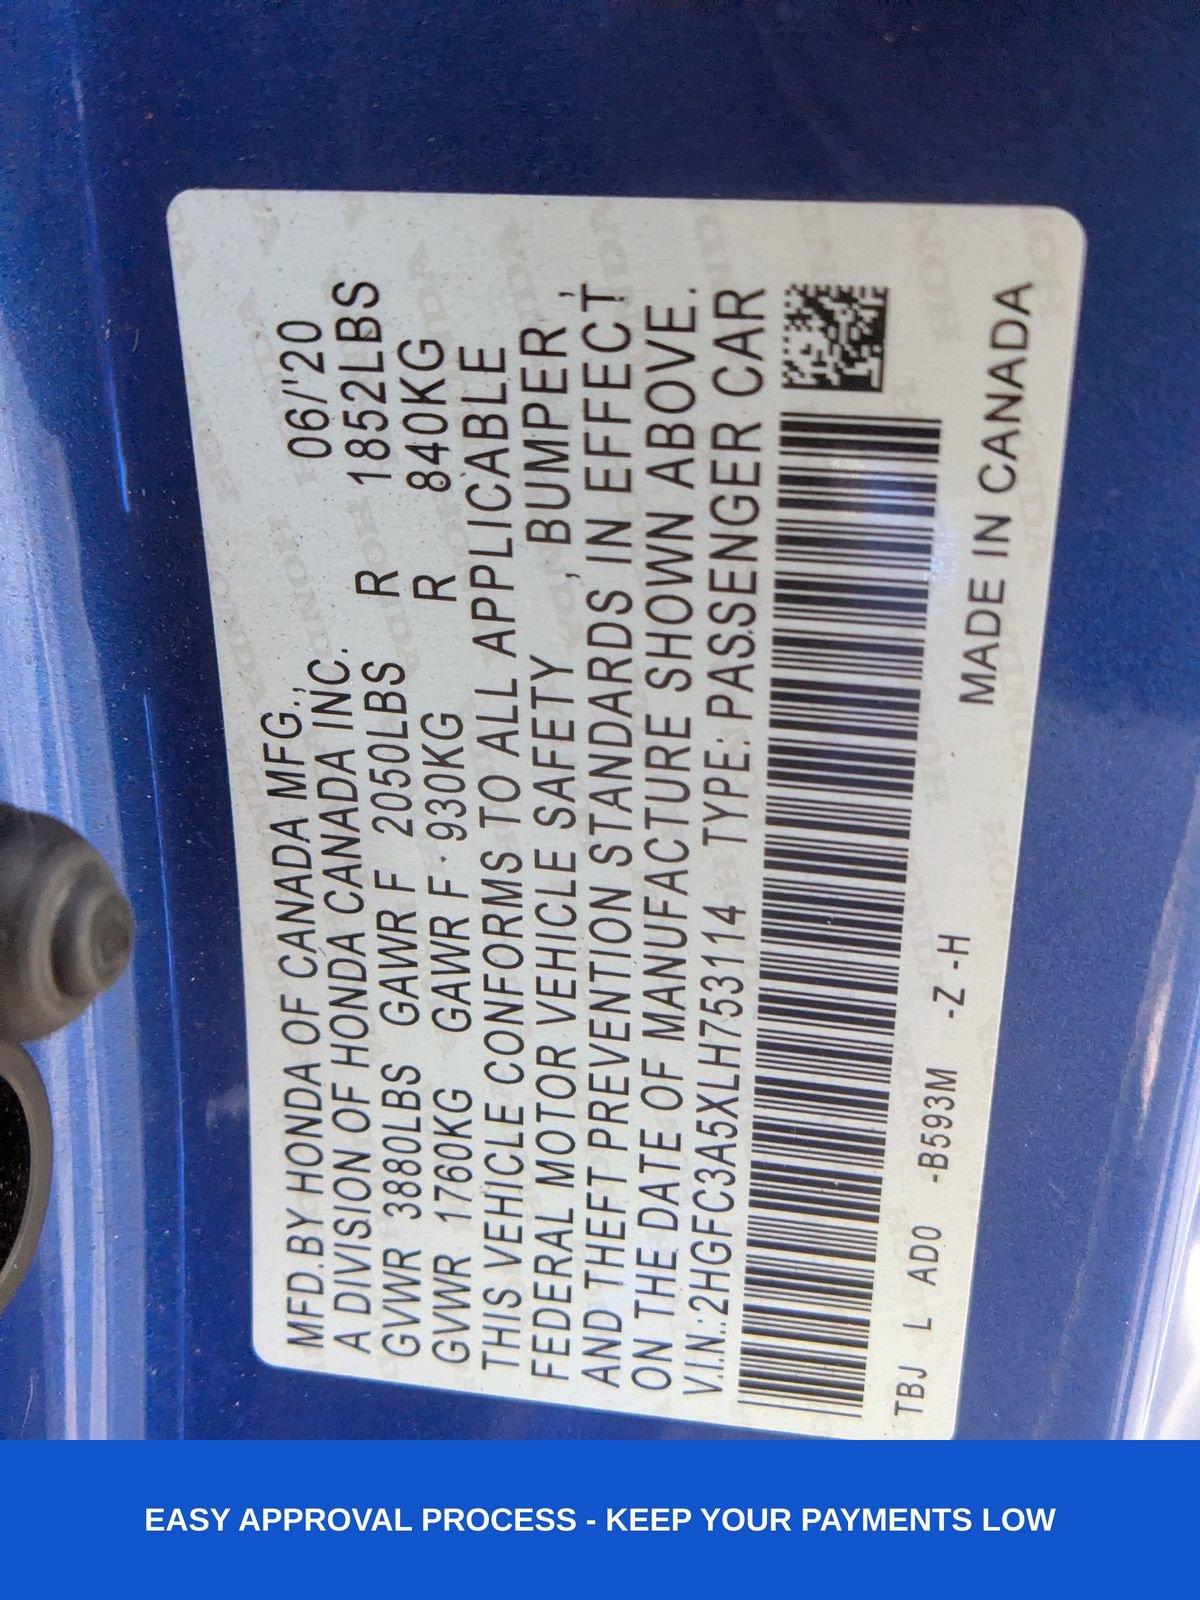 MFD.BY HONDA OF CANADA MFG., 06/'20
A DIVISION OF HONDA CANADA INC.
GVWR 3880LBS GAWR F 2050LBS R 1852LBS
GVWR 1760KG GAWR F 930KG R 840KG
THIS VEHICLE CONFORMS TO ALL APPLICABLE
FEDERAL MOTOR VEHICLE SAFETY, BUMPER,
AND THEFT PREVENTION STANDARDS IN EFFECT
ON THE DATE OF MANUFACTURE SHOWN ABOVE.
V.I.N.:2HGFC3A5XLH753114 TYPE:PASSENGER CAR
TBJ L AD0 -B593M -Z -H
MADE IN CANADA
EASY APPROVAL PROCESS - KEEP YOUR PAYMENTS LOW